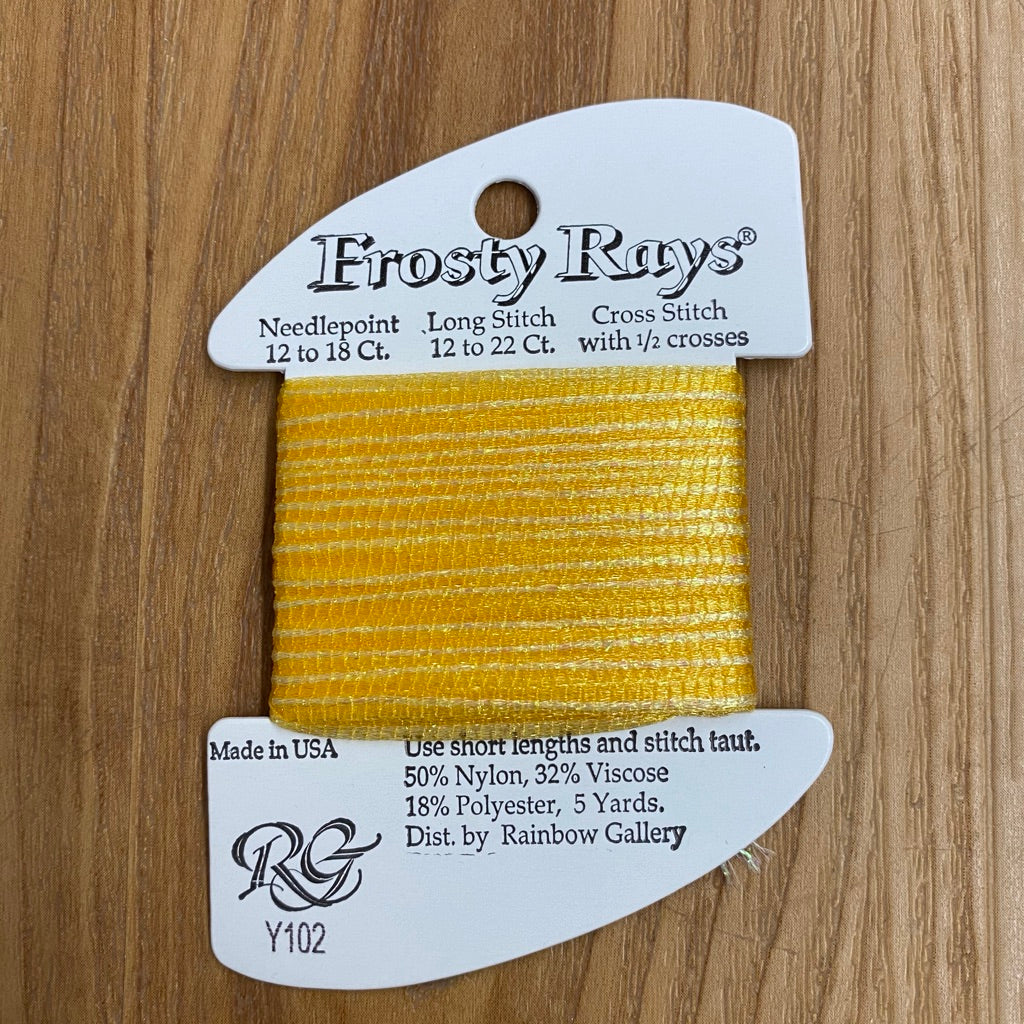 Frosty Rays®
Needlepoint Long Stitch Cross Stitch
12 to 18 Ct. 12 to 22 Ct. with 1/2 crosses
Made in USA
Use short lengths and stitch taut.
50% Nylon, 32% Viscose
18% Polyester, 5 Yards.
Dist. by Rainbow Gallery
RG
Y102